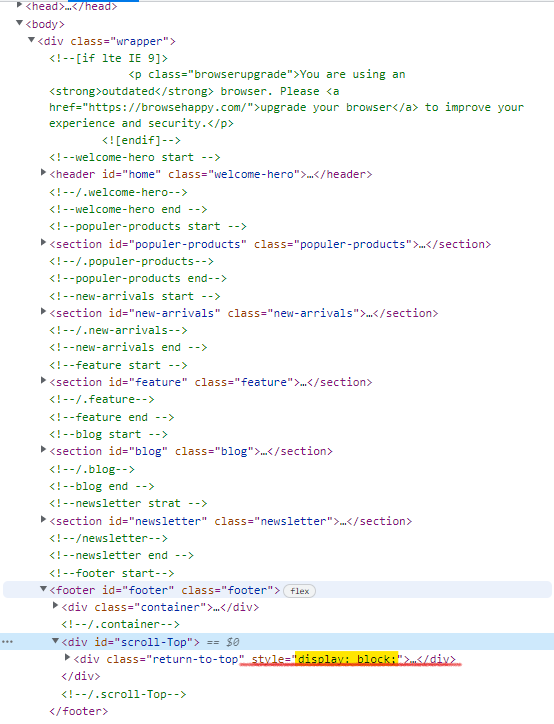 <head>…</head>
<body>
<div class="wrapper">
<!--[if lte IE 9]>
<p class="browserupgrade">You are using an
<strong>outdated</strong> browser. Please <a
href="https://browsehappy.com/">upgrade your browser</a> to improve your
experience and security.</p>
<![endif]-->
<!--welcome-hero start -->
<header id="home" class="welcome-hero">…</header>
<!--/.welcome-hero-->
<!--welcome-hero end -->
<!--populer-products start -->
<section id="populer-products" class="populer-products">…</section>
<!--/.populer-products-->
<!--populer-products end-->
<!--new-arrivals start -->
<section id="new-arrivals" class="new-arrivals">…</section>
<!--/.new-arrivals-->
<!--new-arrivals end -->
<!--feature start -->
<section id="feature" class="feature">…</section>
<!--/.feature-->
<!--feature end -->
<!--blog start -->
<section id="blog" class="blog">…</section>
<!--/.blog-->
<!--blog end -->
<!--newsletter strat -->
<section id="newsletter" class="newsletter">…</section>
<!--/newsletter-->
<!--newsletter end -->
<!--footer start-->
<footer id="footer" class="footer"> flex
<div class="container">…</div>
<!--/.container-->
<div id="scroll-Top"> == $0
<div class="return-to-top" style="display: block;">…</div>
</div>
<!--/.scroll-Top-->
</footer>